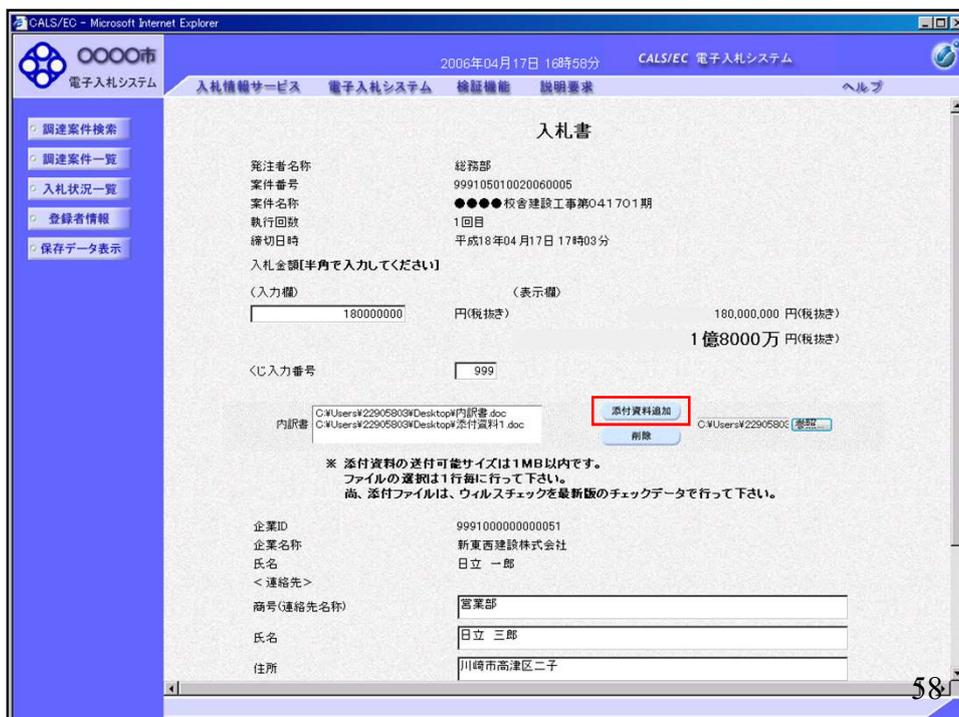 CALS/EC - Microsoft Internet Explorer
〇〇〇〇市
電子入札システム
2006年04月17日 16時58分
CALS/EC 電子入札システム
入札情報サービス 電子入札システム 検証機能 説明要求 ヘルプ
調達案件検索
調達案件一覧
入札状況一覧
登録者情報
保存データ表示
入札書
発注者名称 総務部
案件番号 999105010020060005
案件名称 ●●●●校舎建設工事第041701期
執行回数 1回目
締切日時 平成18年04月17日 17時03分
入札金額[半角で入力してください]
(入力欄) (表示欄)
180000000 円(税抜き) 180,000,000 円(税抜き)
1億8000万 円(税抜き)
くじ入力番号 999
内訳書
C:¥Users¥22905803¥Desktop¥内訳書.doc
C:¥Users¥22905803¥Desktop¥添付資料1.doc
添付資料追加
削除
C:¥Users¥2290580 参照...
※ 添付資料の送付可能サイズは1MB以内です。
ファイルの選択は1行毎に行って下さい。
尚、添付ファイルは、ウィルスチェックを最新版のチェックデータで行って下さい。
企業ID 9991000000000051
企業名称 新東西建設株式会社
氏名 日立 一郎
<連絡先>
商号(連絡先名称) 営業部
氏名 日立 三郎
住所 川崎市高津区二子
58